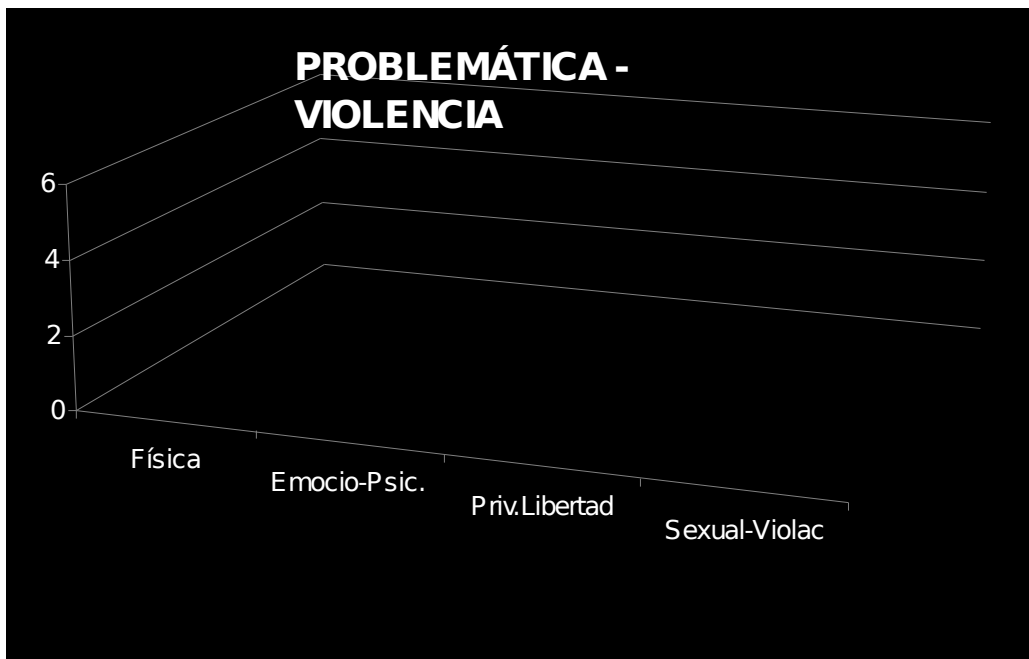 PROBLEMÁTICA -
VIOLENCIA
6
4
2
0
Física
Emocio-Psic.
Priv.Libertad
Sexual-Violac